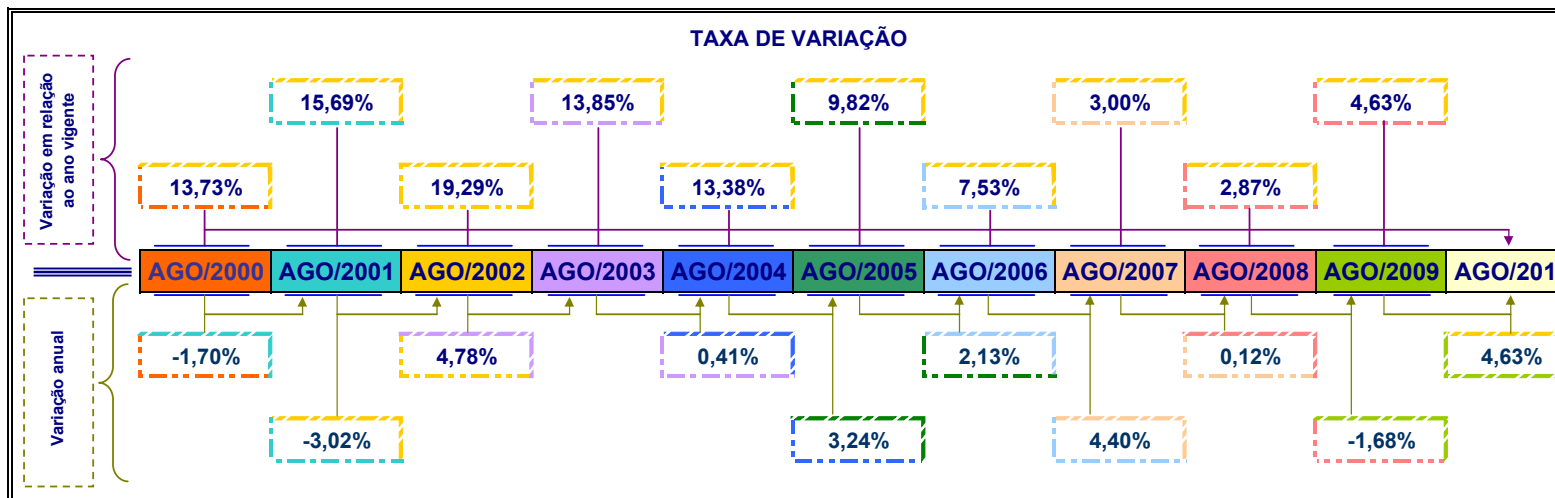 TAXA DE VARIAÇÃO
Variação em relação
ao ano vigente
15,69%
13,85%
9,82%
3,00%
4,63%
13,73%
19,29%
13,38%
7,53%
2,87%
AGO/2000
AGO/2001
AGO/2002
AGO/2003
AGO/2004
AGO/2005
AGO/2006
AGO/2007
AGO/2008
AGO/2009
AGO/201
Variação anual
-1,70%
4,78%
0,41%
2,13%
0,12%
4,63%
-3,02%
3,24%
4,40%
-1,68%